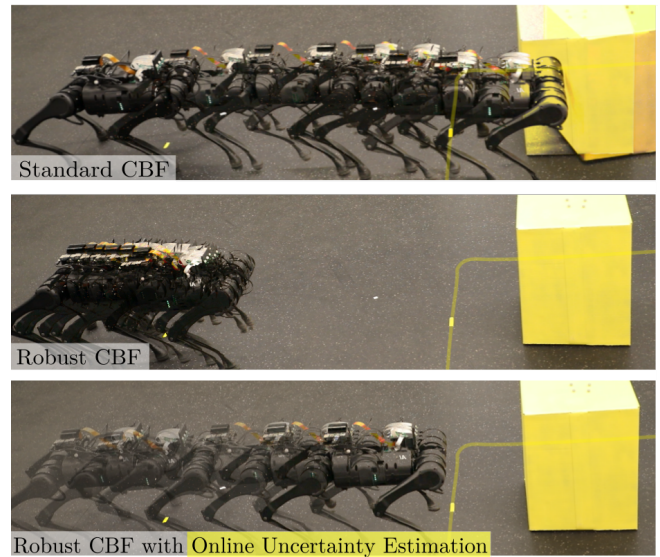 Standard CBF
Robust CBF
Robust CBF with Online Uncertainty Estimation